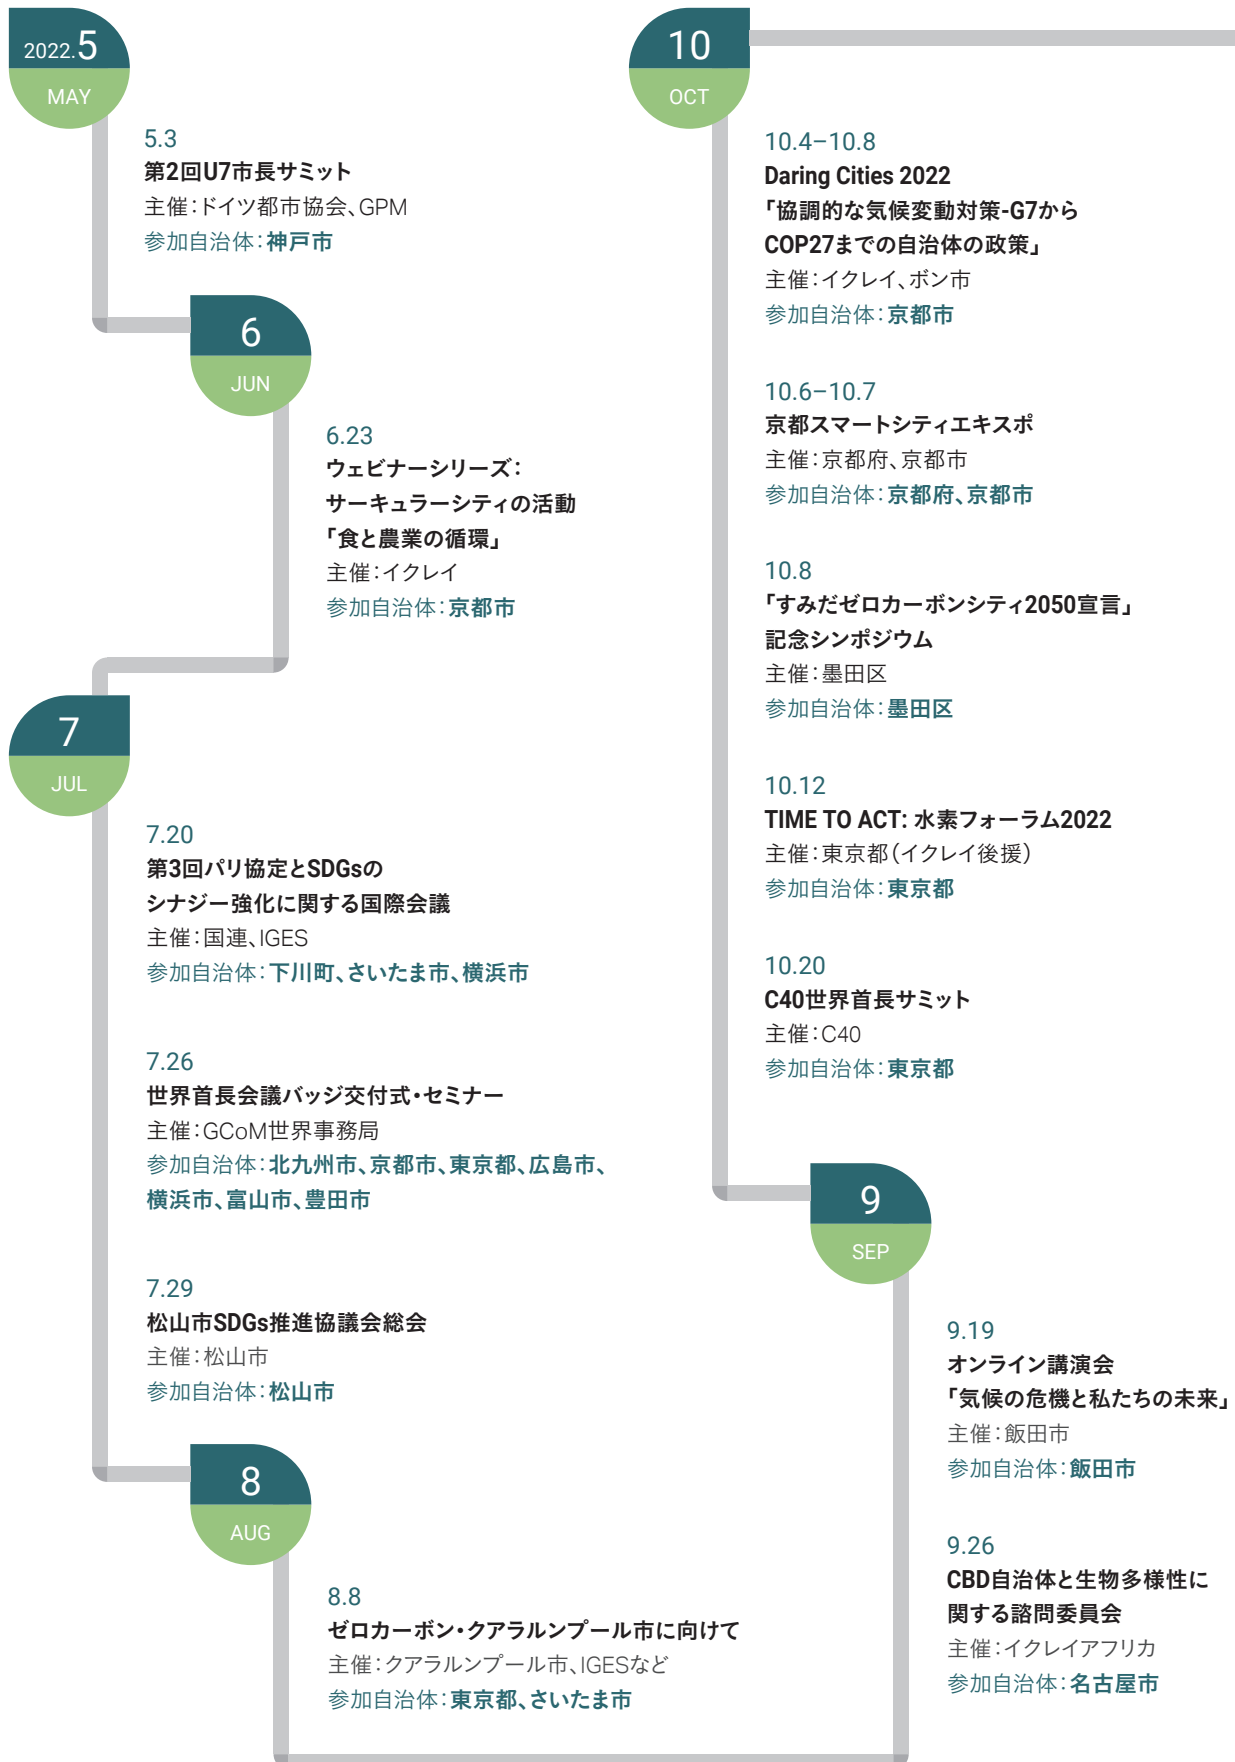 2022.5
MAY
5.3
第2回U7市長サミット
主催：ドイツ都市協会、GPM
参加自治体：神戸市
6
JUN
6.23
ウェビナーシリーズ：
サーキュラーシティの活動
「食と農業の循環」
主催：イクレイ
参加自治体：京都市
7
JUL
7.20
第3回パリ協定とSDGsの
シナジー強化に関する国際会議
主催：国連、IGES
参加自治体：下川町、さいたま市、横浜市
7.26
世界首長会議バッジ交付式・セミナー
主催：GCoM世界事務局
参加自治体：北九州市、京都市、東京都、広島市、
横浜市、富山市、豊田市
7.29
松山市SDGs推進協議会総会
主催：松山市
参加自治体：松山市
8
AUG
8.8
ゼロカーボン・クアラルンプール市に向けて
主催：クアラルンプール市、IGESなど
参加自治体：東京都、さいたま市
9
SEP
9.19
オンライン講演会
「気候の危機と私たちの未来」
主催：飯田市
参加自治体：飯田市
9.26
CBD自治体と生物多様性に
関する諮問委員会
主催：イクレイアフリカ
参加自治体：名古屋市
10
OCT
10.4–10.8
Daring Cities 2022
「協調的な気候変動対策-G7から
COP27までの自治体の政策」
主催：イクレイ、ボン市
参加自治体：京都市
10.6–10.7
京都スマートシティエキスポ
主催：京都府、京都市
参加自治体：京都府、京都市
10.8
「すみだゼロカーボンシティ2050宣言」
記念シンポジウム
主催：墨田区
参加自治体：墨田区
10.12
TIME TO ACT: 水素フォーラム2022
主催：東京都（イクレイ後援）
参加自治体：東京都
10.20
C40世界首長サミット
主催：C40
参加自治体：東京都